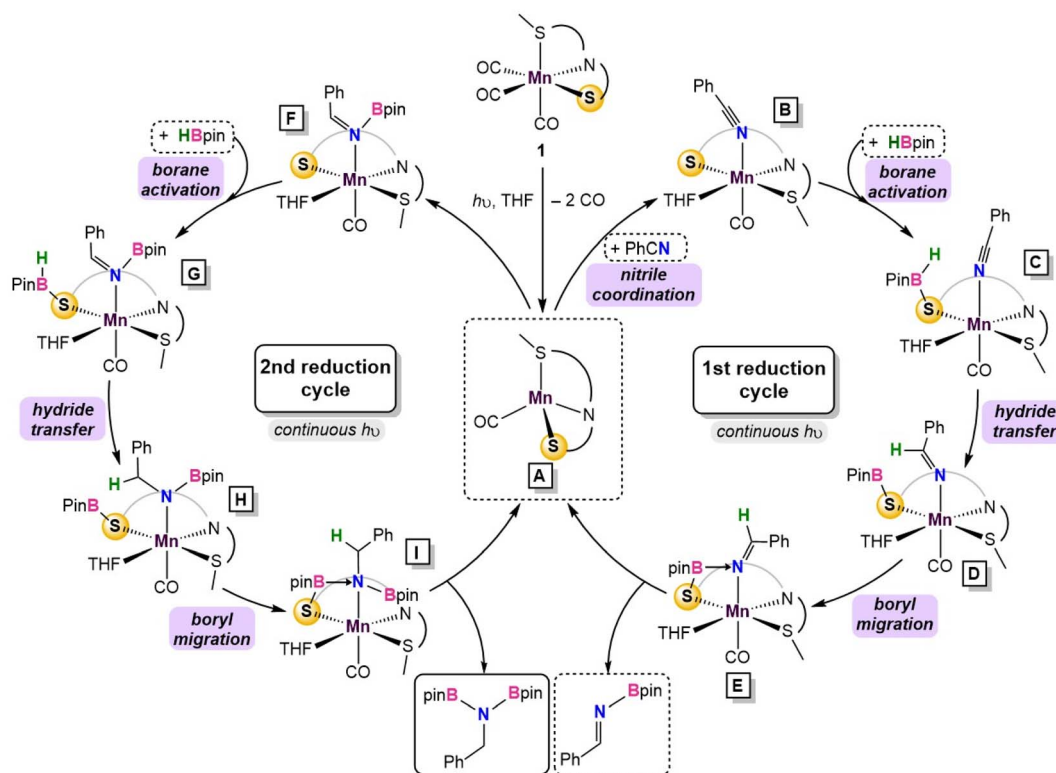 S
OC
N
Mn
OC
S
CO
1
hυ, THF
– 2 CO
+ PhCN
nitrile
coordination
Ph
F
Bpin
N
S
N
Mn
THF
S
CO
+ HBpin
borane
activation
Ph
G
Bpin
H
PinB
N
S
N
Mn
THF
S
CO
hydride
transfer
Ph
H
H
Bpin
PinB
N
S
N
Mn
THF
S
CO
boryl
migration
H
Ph
I
pinB
N
Bpin
S
N
Mn
THF
S
CO
2nd reduction
cycle
continuous hυ
S
Mn
OC
N
S
A
1st reduction
cycle
continuous hυ
Ph
B
N
S
N
Mn
THF
S
CO
+ HBpin
borane
activation
Ph
C
H
PinB
N
S
N
Mn
THF
S
CO
hydride
transfer
Ph
H
PinB
N
S
N
Mn
THF
S
CO
D
boryl
migration
H
Ph
pinB
N
S
N
Mn
THF
S
CO
E
pinB
Bpin
N
Ph
Bpin
N
Ph